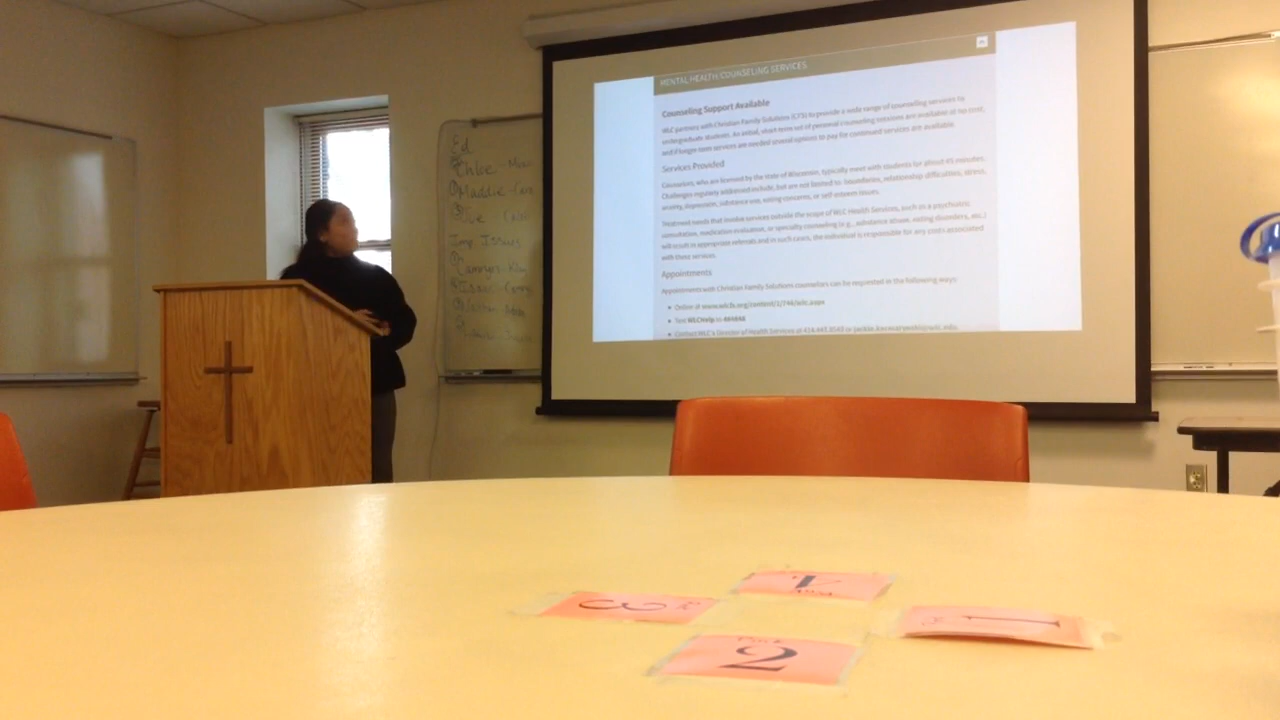 MENTAL HEALTH/COUNSELING SERVICES
Counseling Support Available
WLC partners with Christian Family Solutions (CFS) to provide a wide range of counseling services to
undergraduate students. An initial, short-term set of personal counseling sessions are available at no cost,
and if longer-term services are needed several options to pay for continued services are available.
Services Provided
Counselors, who are licensed by the state of Wisconsin, typically meet with students for about 45 minutes.
Challenges regularly addressed include, but are not limited to: boundaries, relationship difficulties, stress,
anxiety, depression, substance use, eating concerns, or self-esteem issues.
Treatment needs that involve services outside the scope of WLC Health Services, such as a psychiatric
consultation, medication evaluation, or specialty counseling (e.g., substance abuse, eating disorders, etc.)
will result in appropriate referrals and in such cases, the individual is responsible for any costs associated
with those services.
Appointments
Appointments with Christian Family Solutions counselors can be requested in the following ways:
• Online at
• Text WLCHelp to
• Contact WLC's Director of Health Services at or
Ed
Chloe
Maddie
Imp Issues
4
3
1
2